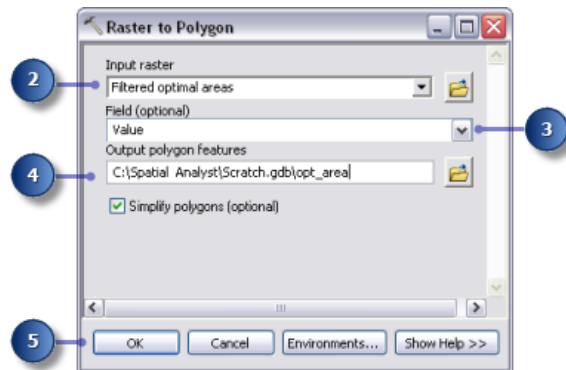 Raster to Polygon
Input raster
2
Filtered optimal areas
Field (optional)
Value
3
Output polygon features
4
C:\Spatial Analyst\Scratch.gdb\opt_area
Simplify polygons (optional)
5
OK Cancel Environments... Show Help >>